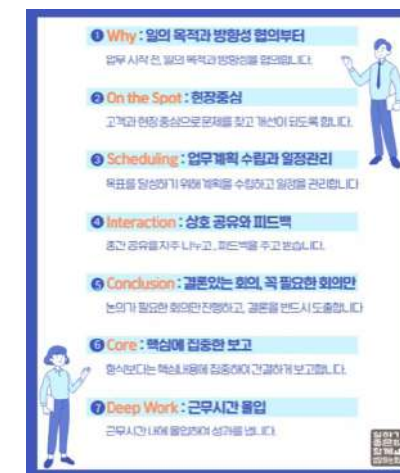 ❶ Why : 일의 목적과 방향성 협의부터
업무 시작 전, 일의 목적과 방향성을 협의합니다.
❷ On the Spot : 현장중심
고객과 현장 중심으로 문제를 찾고 개선이 되도록 합니다.
❸ Scheduling : 업무계획 수립과 일정관리
목표를 달성하기 위해 계획을 수립하고 일정을 관리합니다
❹ Interaction : 상호 공유와 피드백
중간 공유를 자주 나누고, 피드백을 주고 받습니다.
❺ Conclusion : 결론있는 회의, 꼭 필요한 회의만
논의가 필요한 회의만 진행하고, 결론을 반드시 도출합니다
❻ Core : 핵심에 집중한 보고
형식보다는 핵심내용에 집중하여 간결하게 보고합니다.
❼ Deep Work : 근무시간 몰입
근무시간 내에 몰입하여 성과를 냅니다.